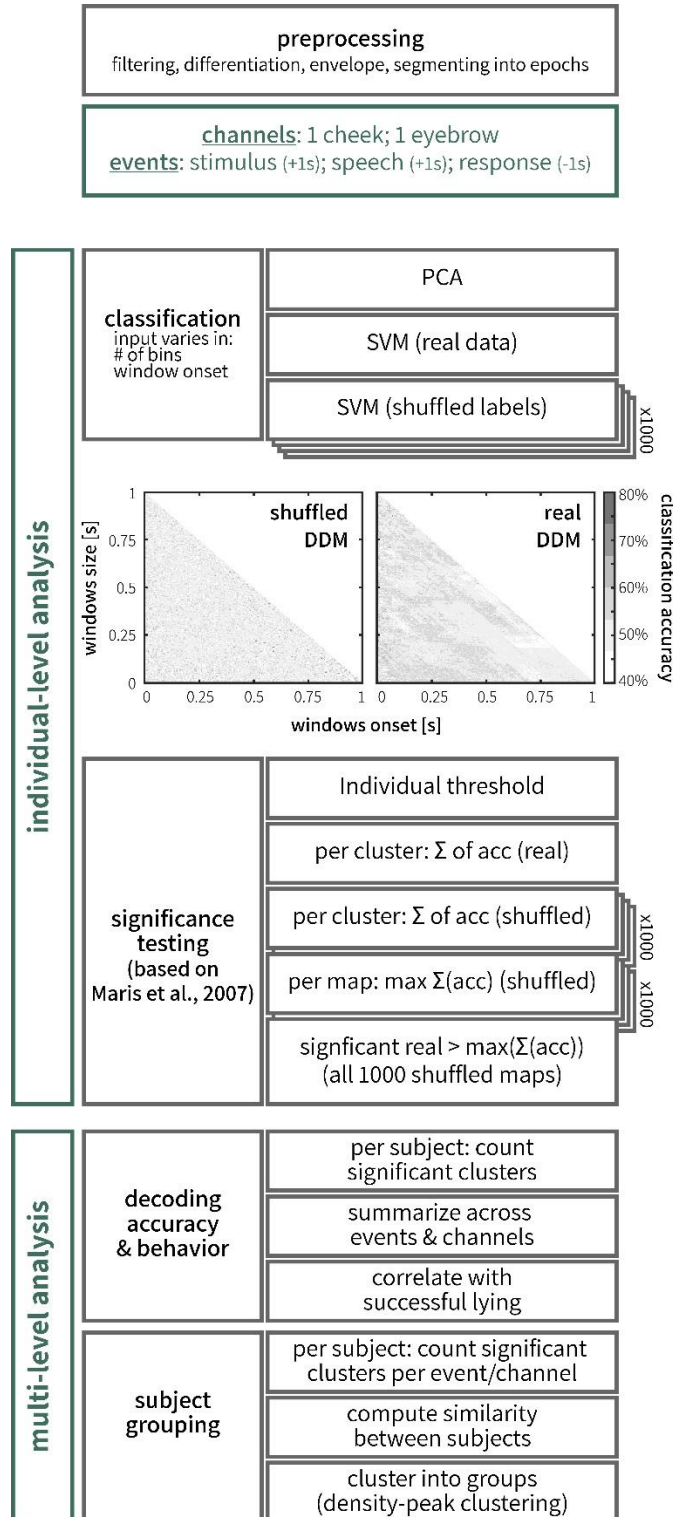 preprocessing
filtering, differentiation, envelope, segmenting into epochs
channels: 1 cheek; 1 eyebrow
events: stimulus (+1s); speech (+1s); response (-1s)
individual-level analysis
classification
input varies in:
# of bins
window onset
PCA
SVM (real data)
SVM (shuffled labels)
x1000
windows size [s]
1
0.75
0.5
0.25
0
shuffled
DDM
0 0.25 0.5 0.75 1
real
DDM
0 0.25 0.5 0.75 1
windows onset [s]
80%
70%
60%
50%
40%
classification accuracy
significance
testing
(based on
Maris et al., 2007)
Individual threshold
per cluster: Σ of acc (real)
per cluster: Σ of acc (shuffled)
x1000
per map: max Σ(acc) (shuffled)
x1000
signficant real > max(Σ(acc))
(all 1000 shuffled maps)
multi-level analysis
decoding
accuracy
& behavior
per subject: count
significant clusters
summarize across
events & channels
correlate with
successful lying
subject
grouping
per subject: count significant
clusters per event/channel
compute similarity
between subjects
cluster into groups
(density-peak clustering)